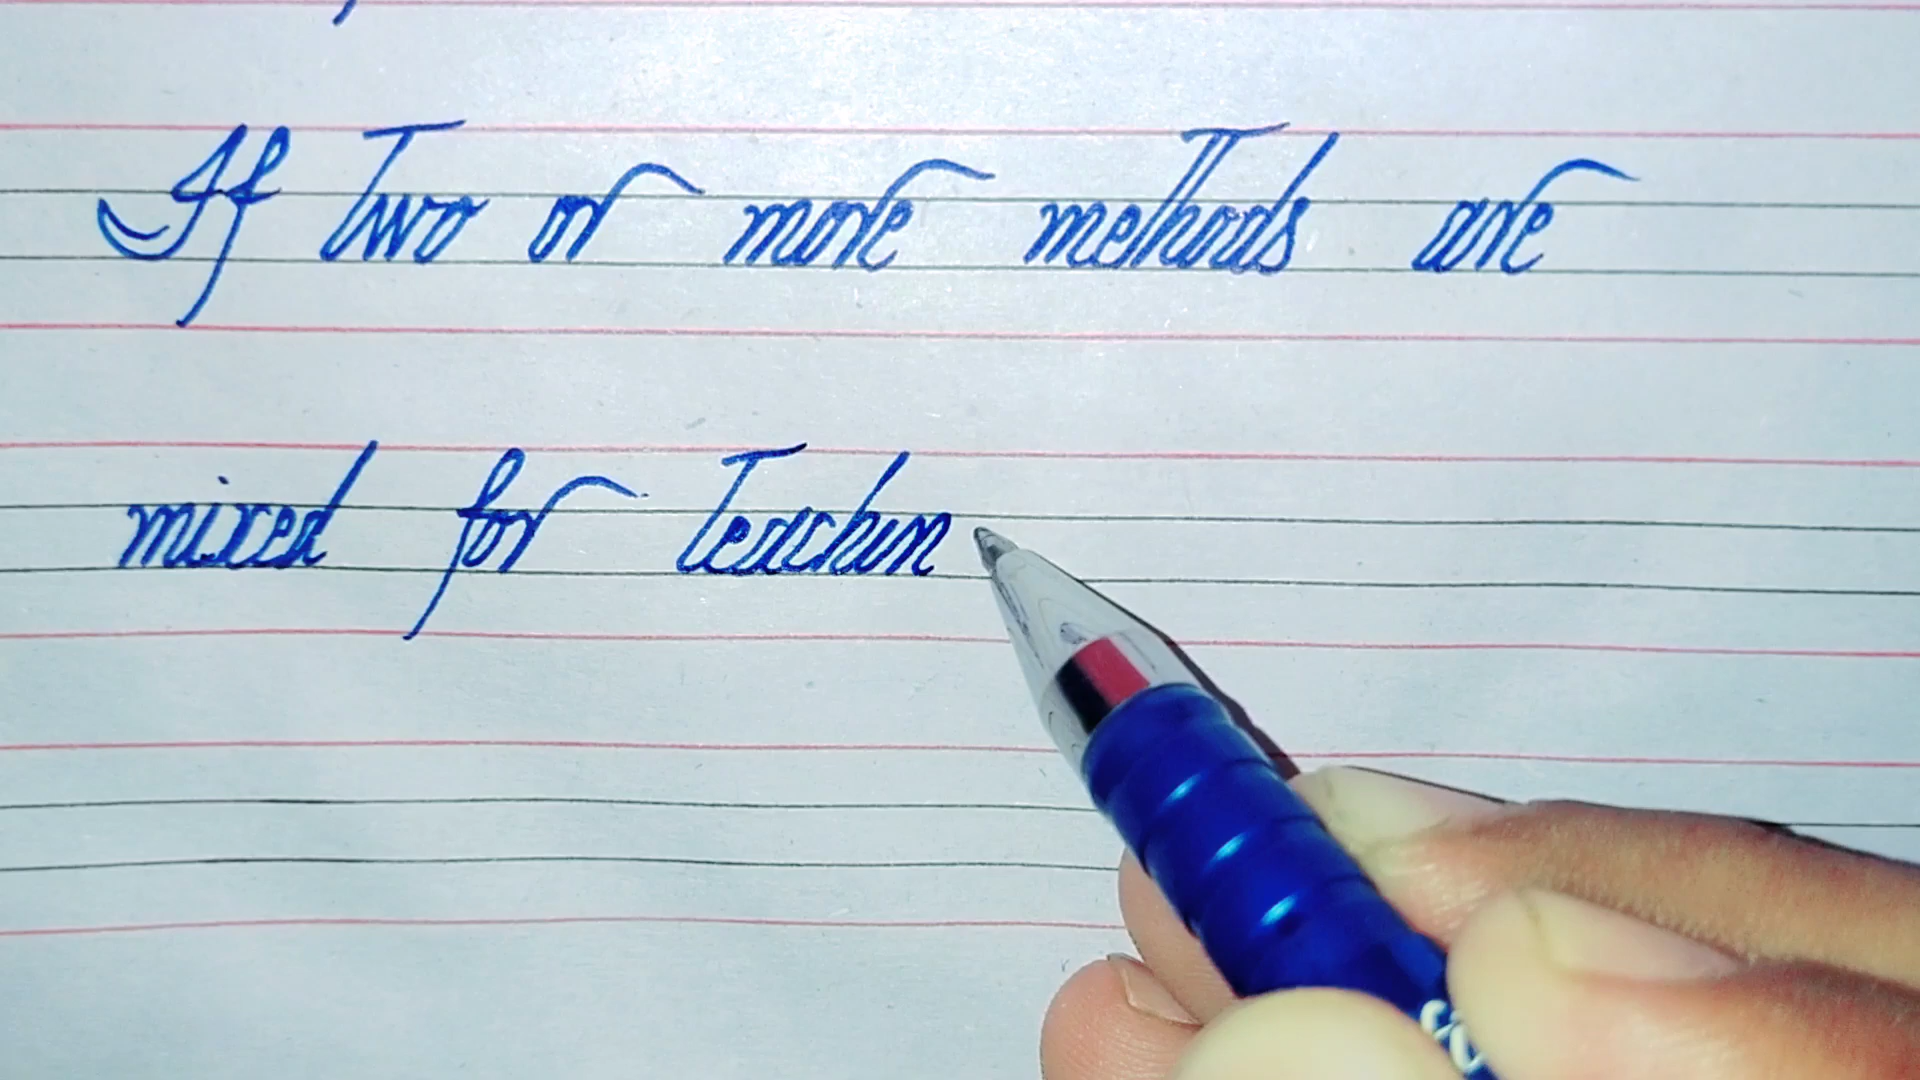 If two or more methods are
mixed for teachin